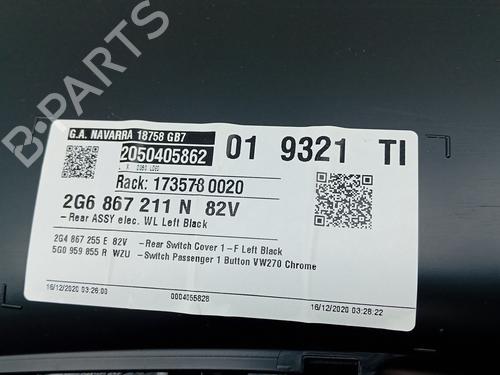 G.A. NAVARRA 18758 GB7
2050405862
01 9321 TI
Rack: 173578 0020
2G6 867 211 N 82V
- Rear ASSY elec. WL Left Black
2G4 867 255 E 82V - Rear Switch Cover 1-F Left Black
5G0 959 855 R WZU - Switch Passenger 1 Button VW270 Chrome
16/12/2020 03:26:00
0004055828
16/12/2020 03:28:22
B-PARTS